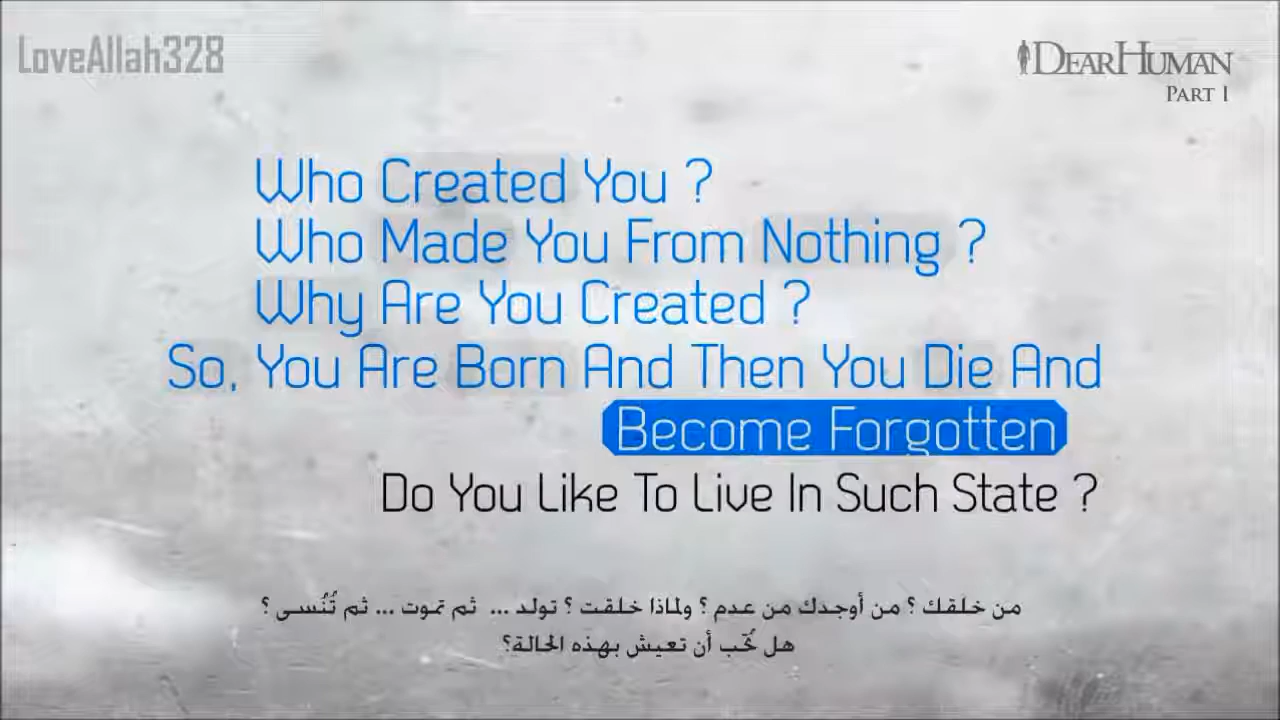 LoveAllah328
DEARHUMAN
PART I
Who Created You ?
Who Made You From Nothing ?
Why Are You Created ?
So, You Are Born And Then You Die And
Become Forgotten
Do You Like To Live In Such State ?
من خلقك ؟ من أوجدك من عدم ؟ ولماذا خلقت ؟ تولد ... ثم تموت ... ثم تُنُسى ؟
هل تُحب أن تعيش بهذه الحالة؟